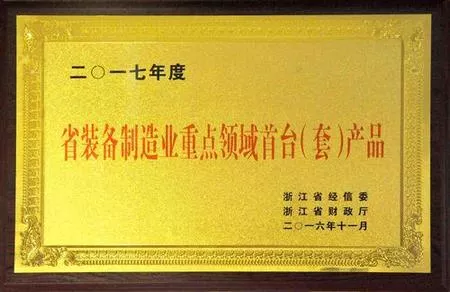 二〇一七年度
省装备制造业重点领域首台(套)产品
浙江省经信委
浙江省财政厅
二〇一六年十一月